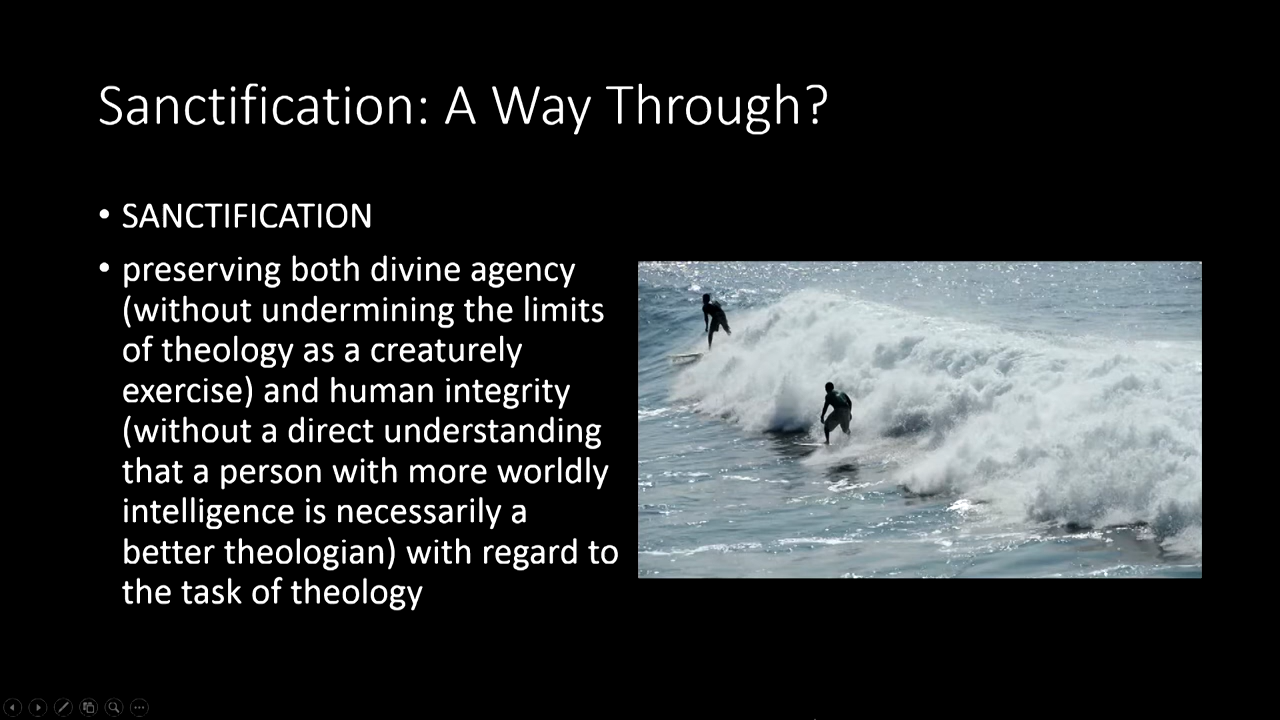 Sanctification: A Way Through?
• SANCTIFICATION
• preserving both divine agency
(without undermining the limits
of theology as a creaturely
exercise) and human integrity
(without a direct understanding
that a person with more worldly
intelligence is necessarily a
better theologian) with regard to
the task of theology